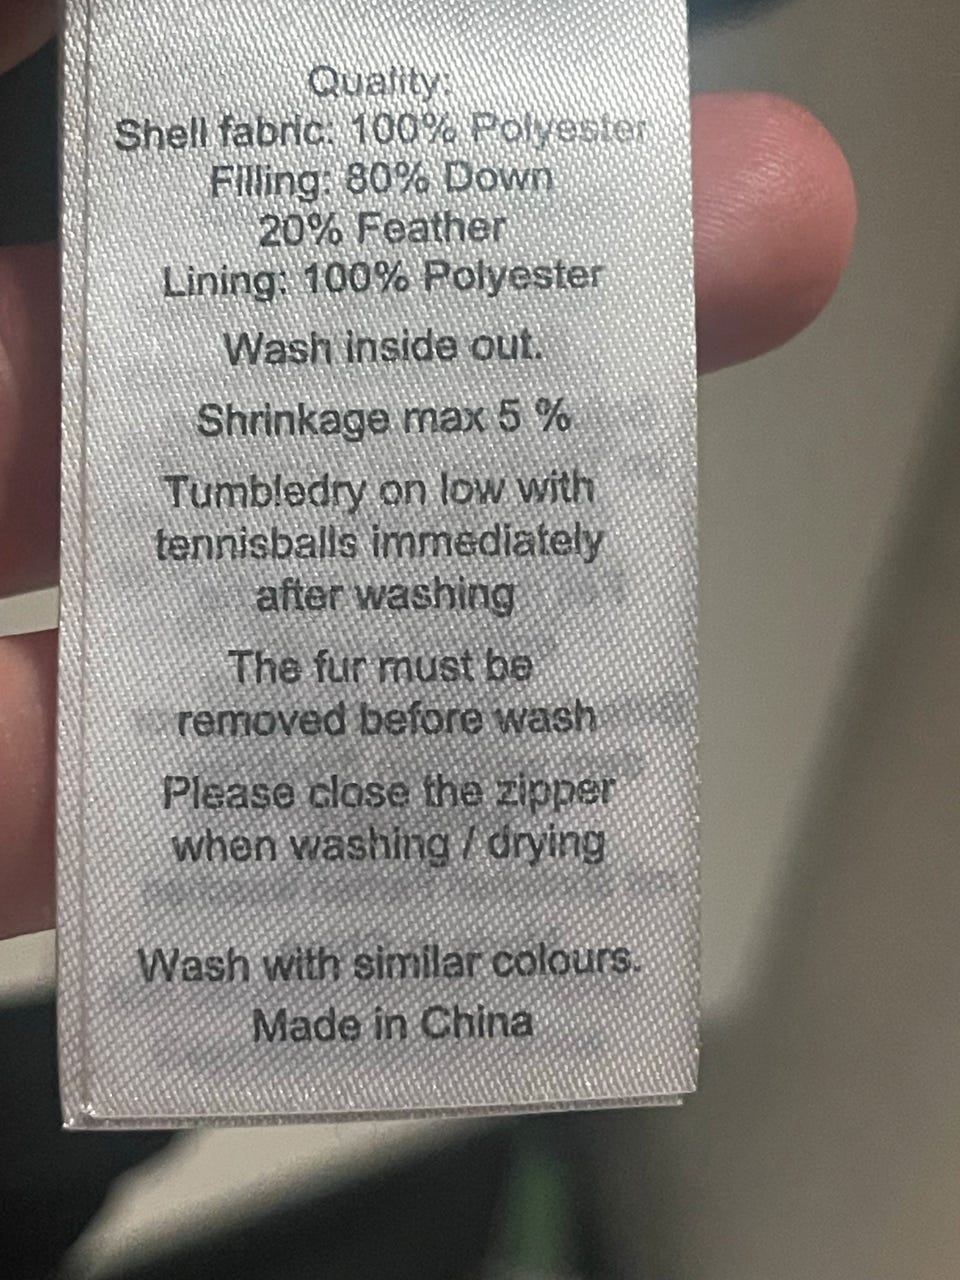 Quality:
Shell fabric: 100% Polyester
Filling: 80% Down
20% Feather
Lining: 100% Polyester
Wash inside out.
Shrinkage max 5 %
Tumbledry on low with
tennisballs immediately
after washing
The fur must be
removed before wash
Please close the zipper
when washing / drying
Wash with similar colours.
Made in China